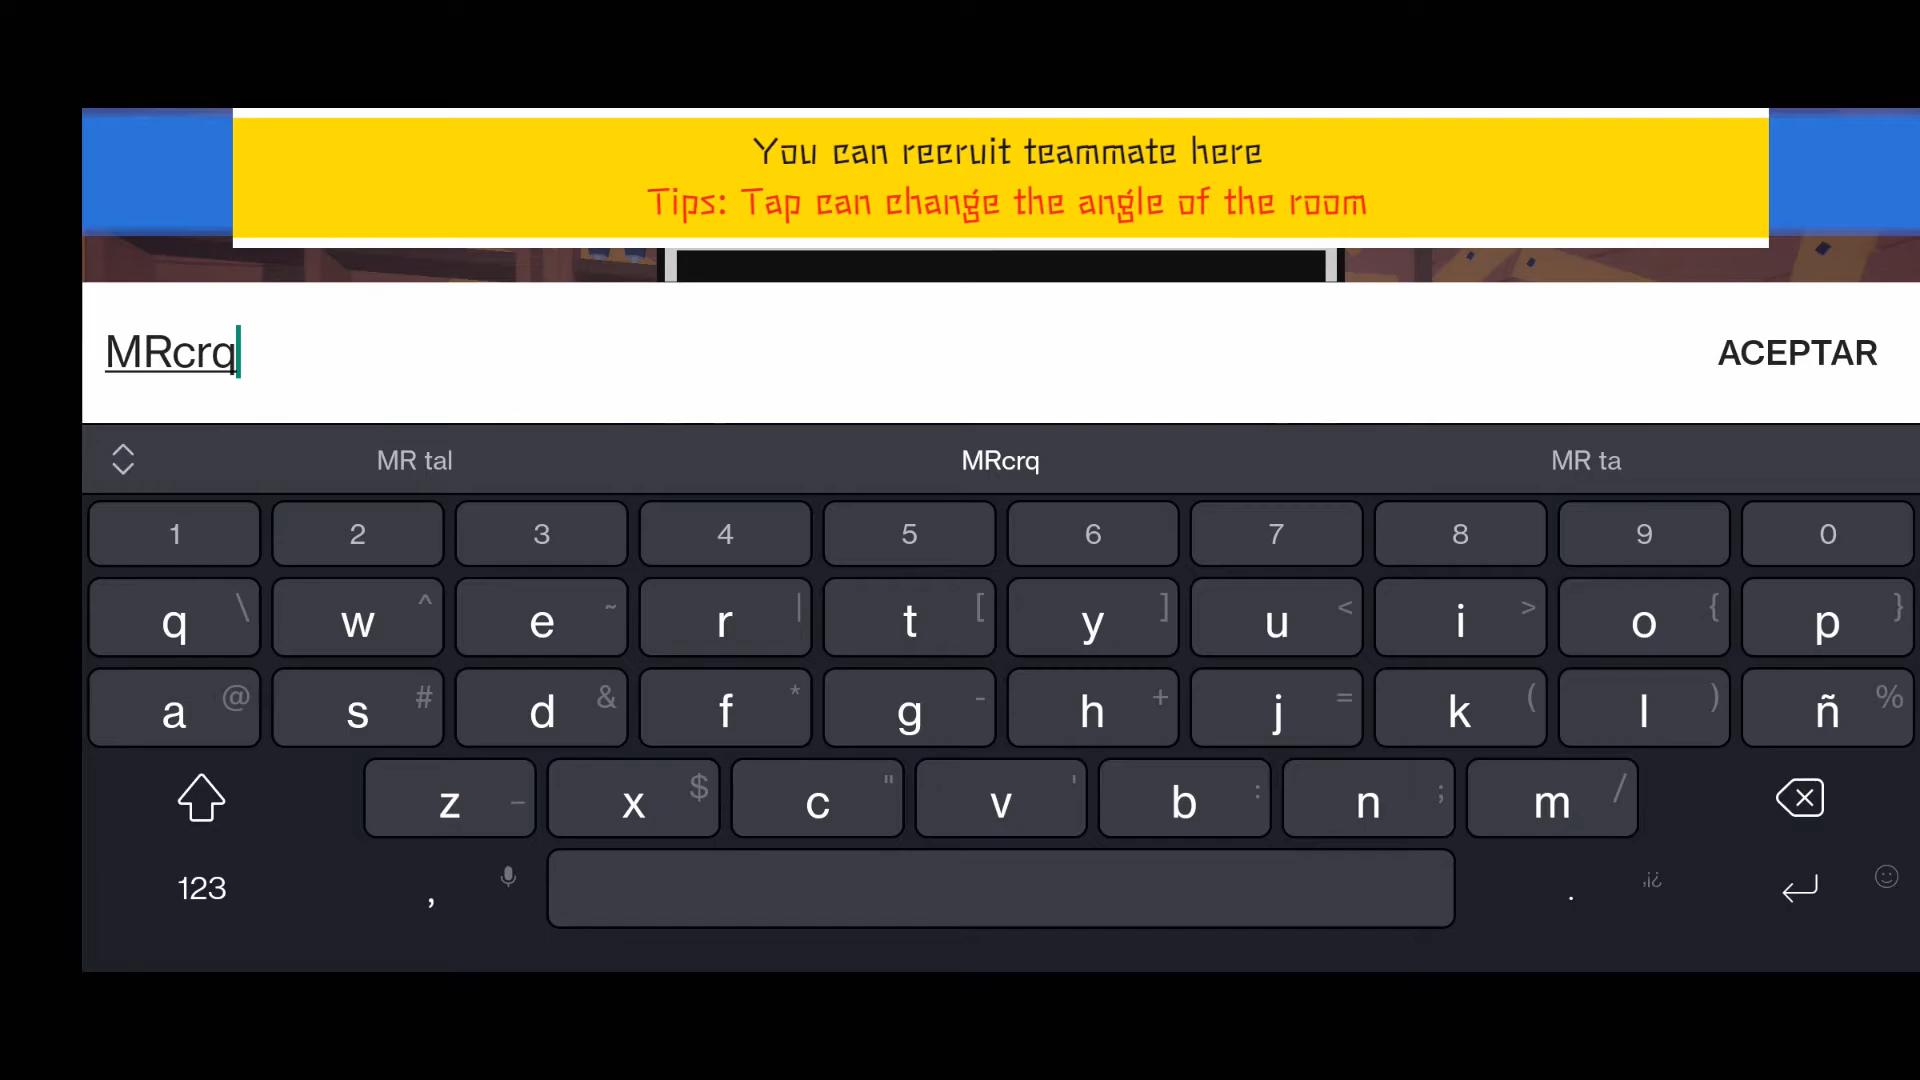 You can recruit teammate here
Tips: Tap can change the angle of the room
MRcrq
ACEPTAR
MR tal
MRcrq
MR ta
1 2 3 4 5 6 7 8 9 0
q \ w ^ e ~ r | t [ y ] u < i > o { p }
a @ s # d & f * g - h + j = k ( l ) ñ %
z _ x $ c " v ' b : n ; m /
123 , . ,¡¿